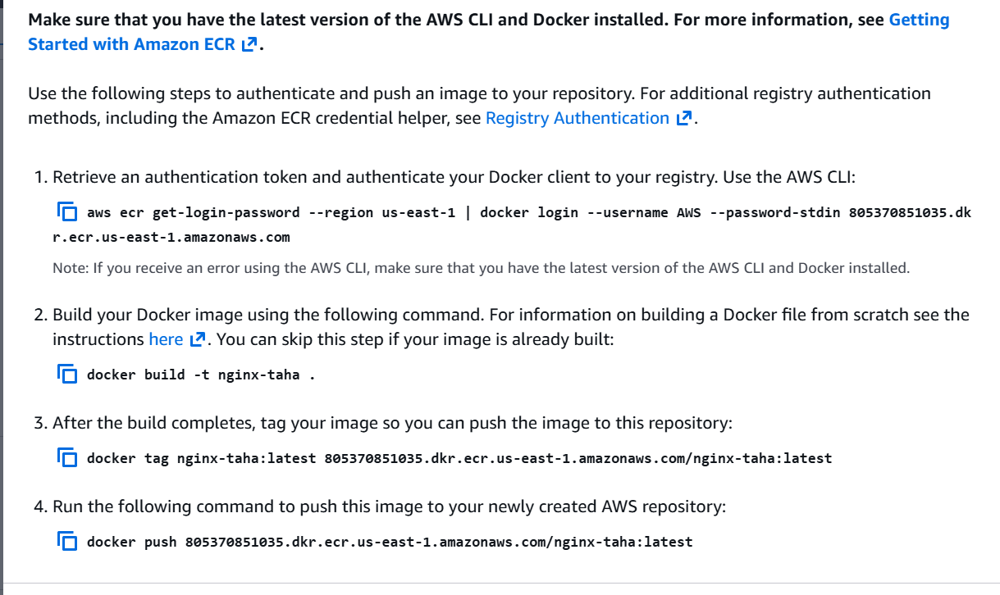 Make sure that you have the latest version of the AWS CLI and Docker installed. For more information, see Getting
Started with Amazon ECR.
Use the following steps to authenticate and push an image to your repository. For additional registry authentication
methods, including the Amazon ECR credential helper, see Registry Authentication.
1. Retrieve an authentication token and authenticate your Docker client to your registry. Use the AWS CLI:
aws ecr get-login-password --region us-east-1 | docker login --username AWS --password-stdin 805370851035.dk
r.ecr.us-east-1.amazonaws.com
Note: If you receive an error using the AWS CLI, make sure that you have the latest version of the AWS CLI and Docker installed.
2. Build your Docker image using the following command. For information on building a Docker file from scratch see the
instructions here. You can skip this step if your image is already built:
docker build -t nginx-taha .
3. After the build completes, tag your image so you can push the image to this repository:
docker tag nginx-taha:latest 805370851035.dkr.ecr.us-east-1.amazonaws.com/nginx-taha:latest
4. Run the following command to push this image to your newly created AWS repository:
docker push 805370851035.dkr.ecr.us-east-1.amazonaws.com/nginx-taha:latest